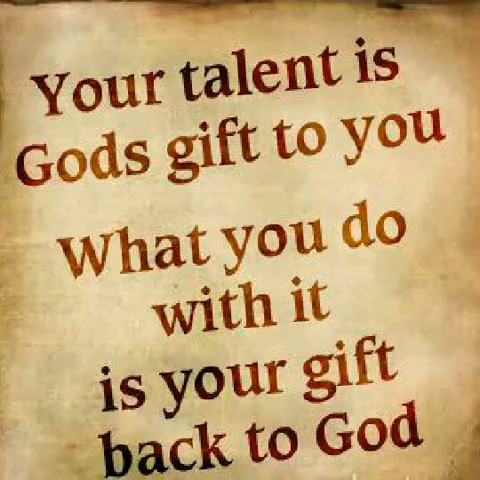 Your talent is
Gods gift to you
What you do
with it
is your gift
back to God